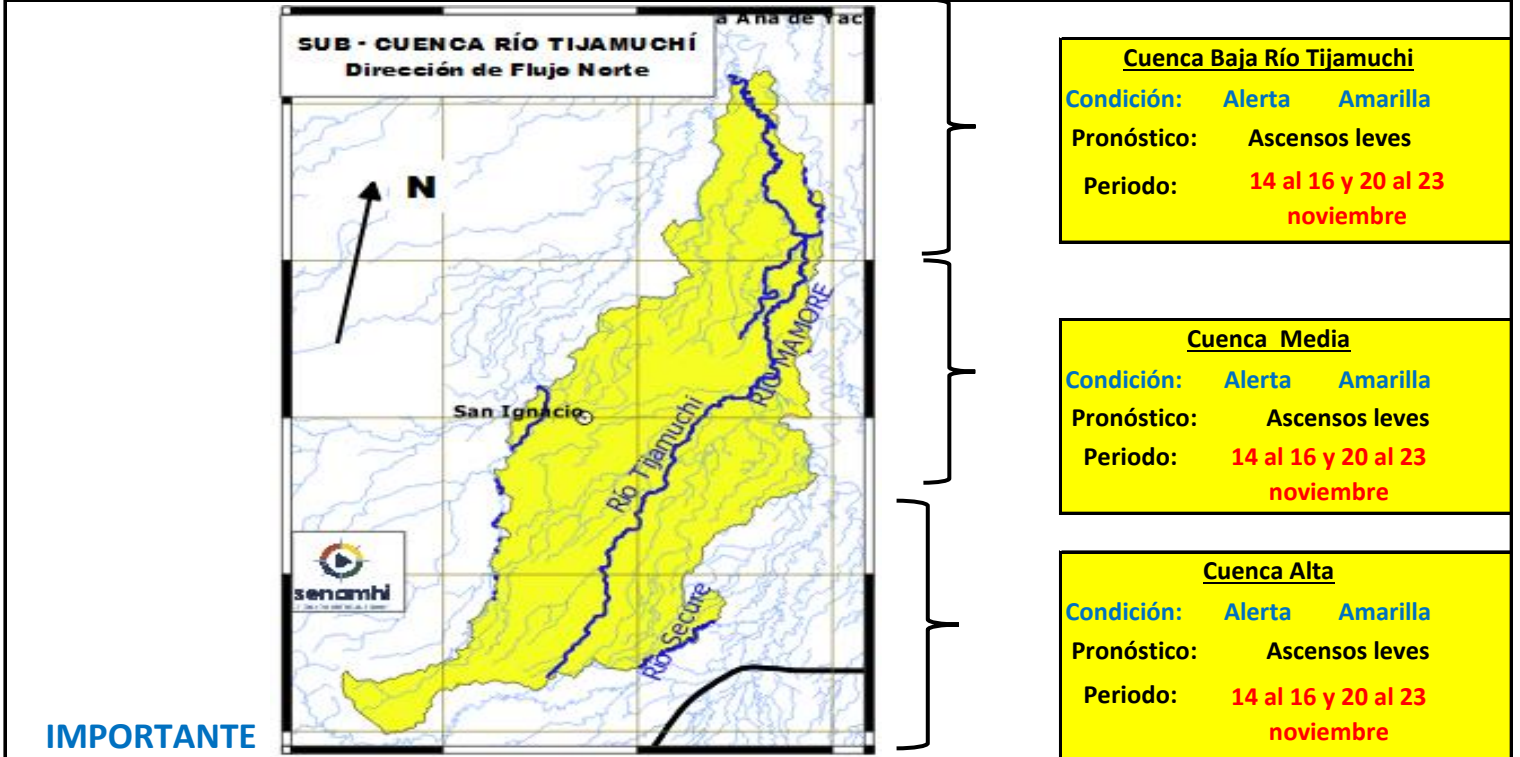 a Ana de Yac
SUB - CUENCA RÍO TIJAMUCHÍ
Dirección de Flujo Norte
N
San Ignacio
Río Tijamuchi
RIO MAMORE
Río Secure
senamhi
IMPORTANTE
Cuenca Baja Río Tijamuchi
Condición: Alerta Amarilla
Pronóstico: Ascensos leves
Periodo: 14 al 16 y 20 al 23
noviembre
Cuenca Media
Condición: Alerta Amarilla
Pronóstico: Ascensos leves
Periodo: 14 al 16 y 20 al 23
noviembre
Cuenca Alta
Condición: Alerta Amarilla
Pronóstico: Ascensos leves
Periodo: 14 al 16 y 20 al 23
noviembre